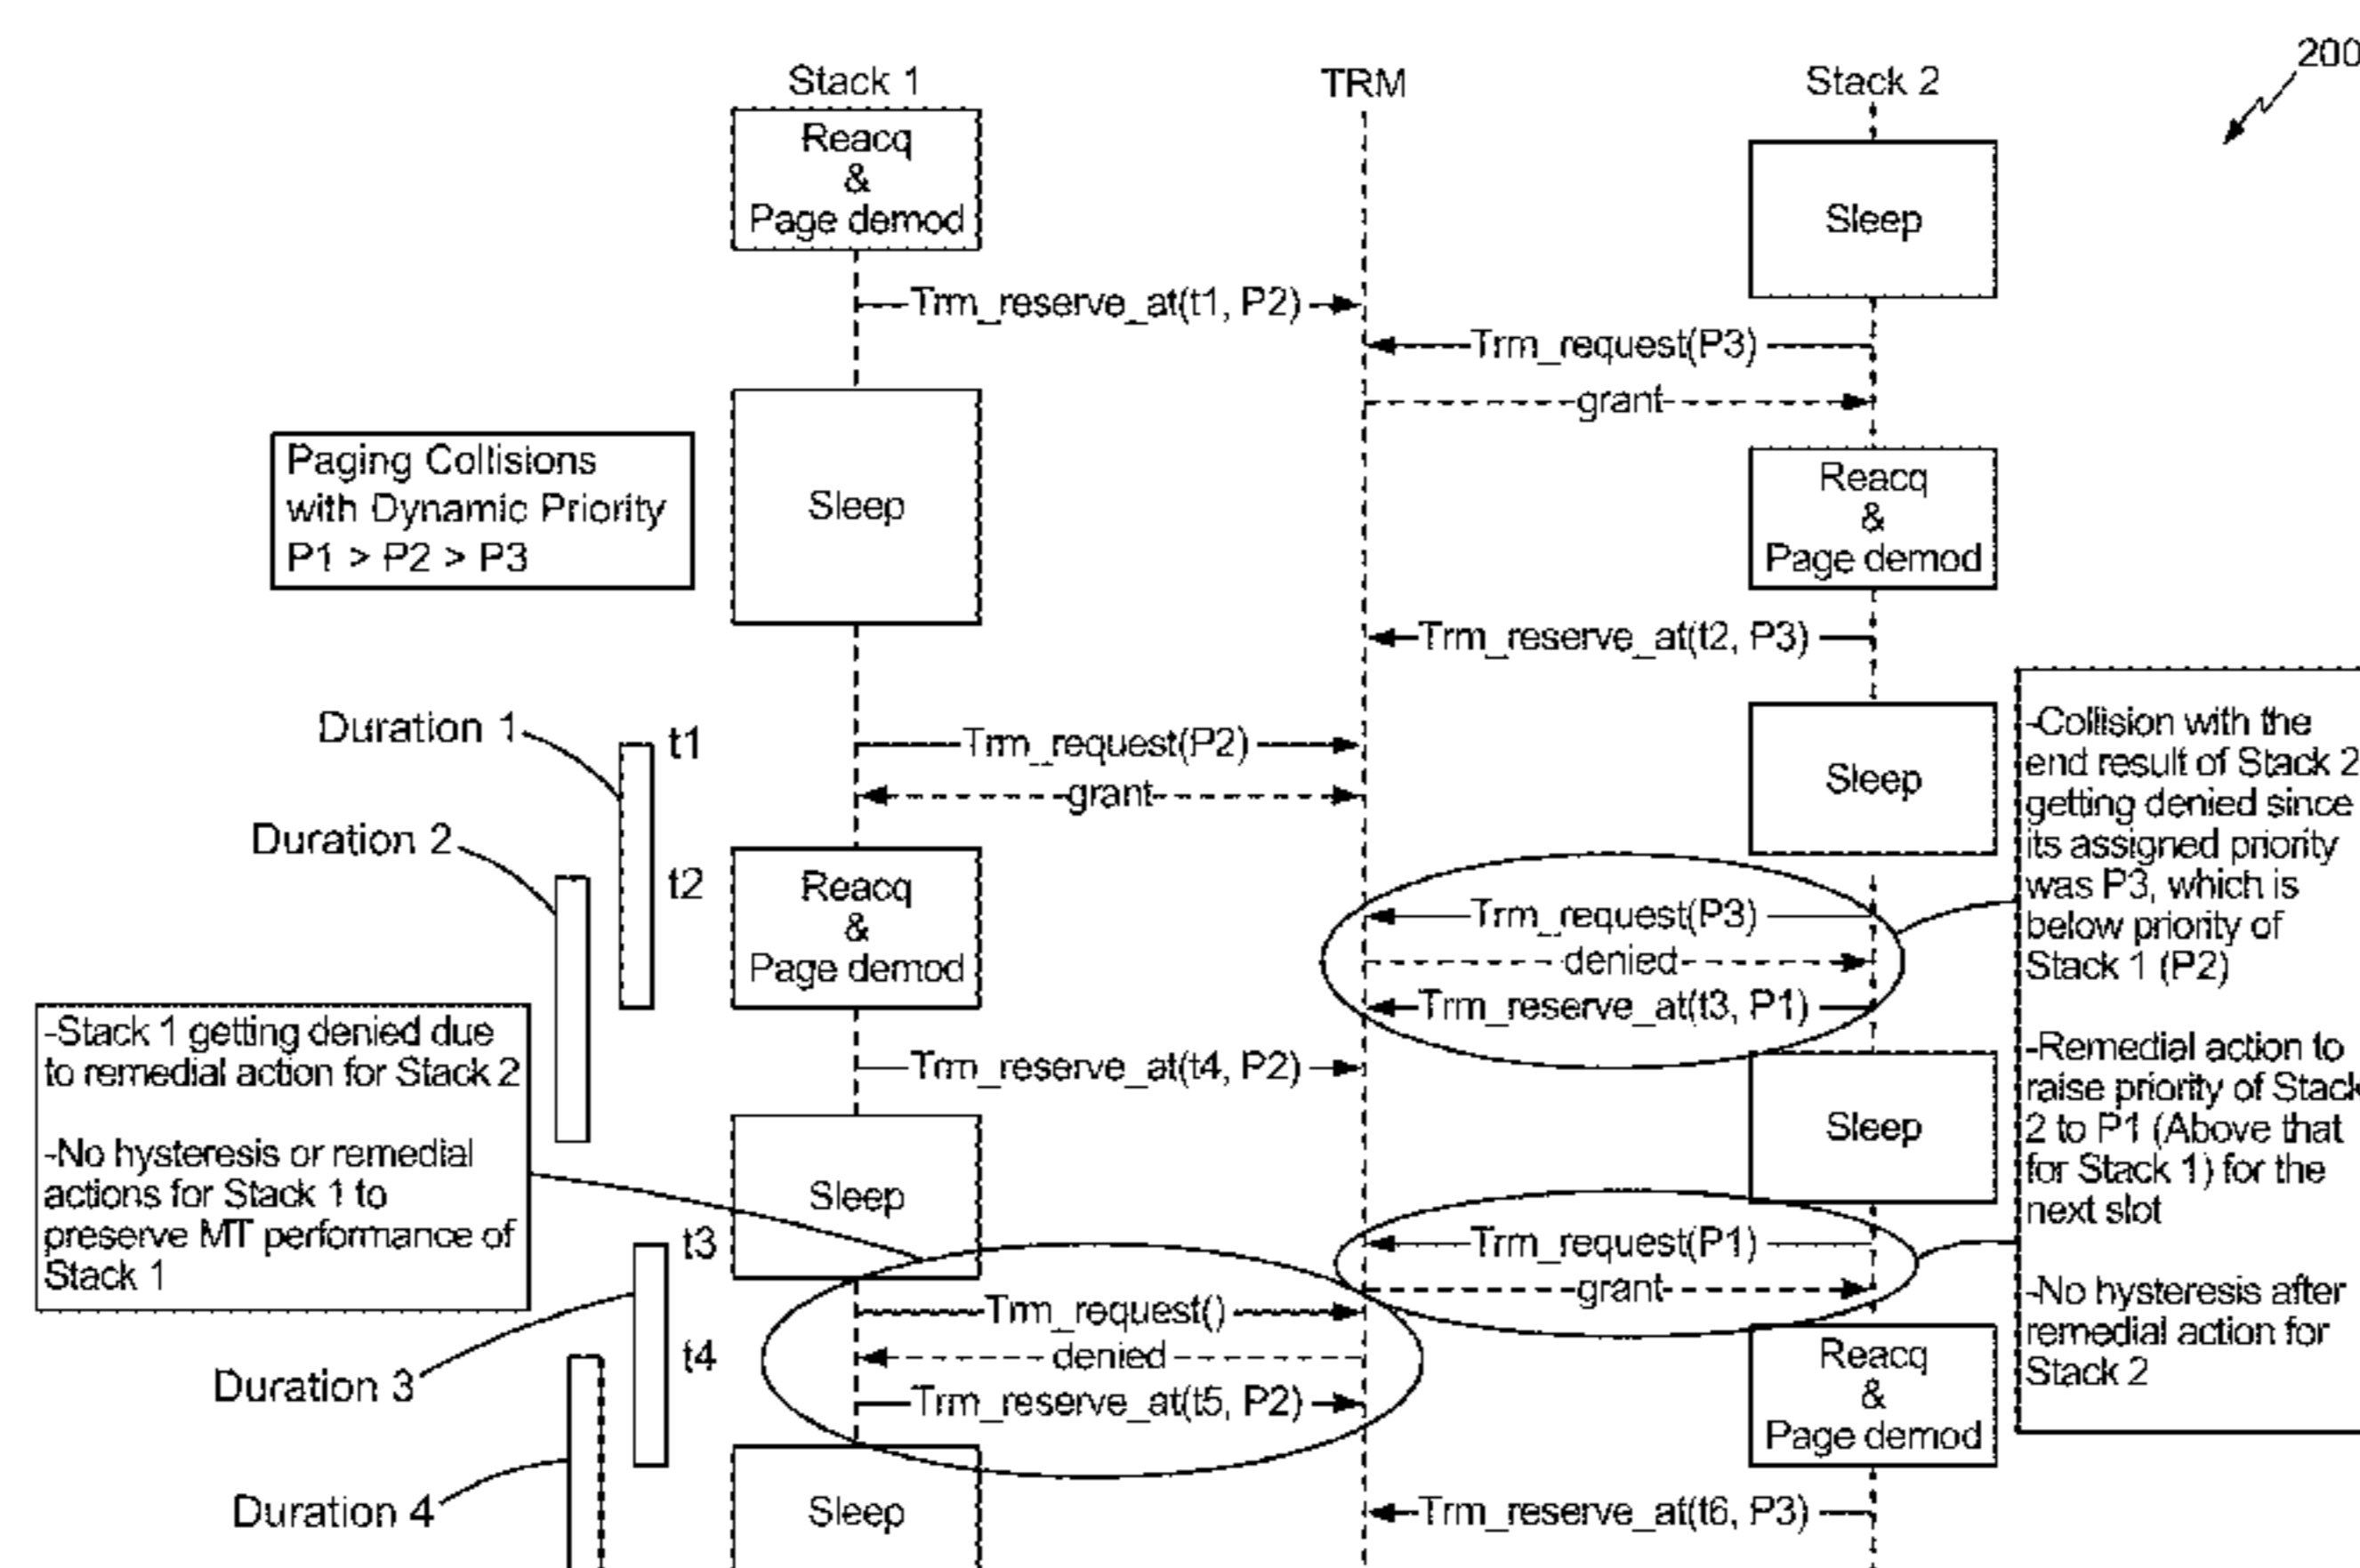 200
Stack 1
TRM
Stack 2
Reacq
&
Page demod
Sleep
Trm_reserve_at(t1, P2)
Trm_request(P3)
grant
Paging Collisions
with Dynamic Priority
P1 > P2 > P3
Sleep
Reacq
&
Page demod
Trm_reserve_at(t2, P3)
Duration 1
t1
Trm_request(P2)
grant
Sleep
Duration 2
t2
Reacq
&
Page demod
Trm_request(P3)
denied
Trm_reserve_at(t3, P1)
-Collision with the
end result of Stack 2
getting denied since
its assigned priority
was P3, which is
below priority of
Stack 1 (P2)
-Remedial action to
raise priority of Stack
2 to P1 (Above that
for Stack 1) for the
next slot
-No hysteresis after
remedial action for
Stack 2
-Stack 1 getting denied due
to remedial action for Stack 2
-No hysteresis or remedial
actions for Stack 1 to
preserve MT performance of
Stack 1
Trm_reserve_at(t4, P2)
Sleep
Sleep
t3
Trm_request(P1)
grant
Duration 3
t4
Trm_request()
denied
Trm_reserve_at(t5, P2)
Reacq
&
Page demod
Duration 4
Sleep
Trm_reserve_at(t6, P3)